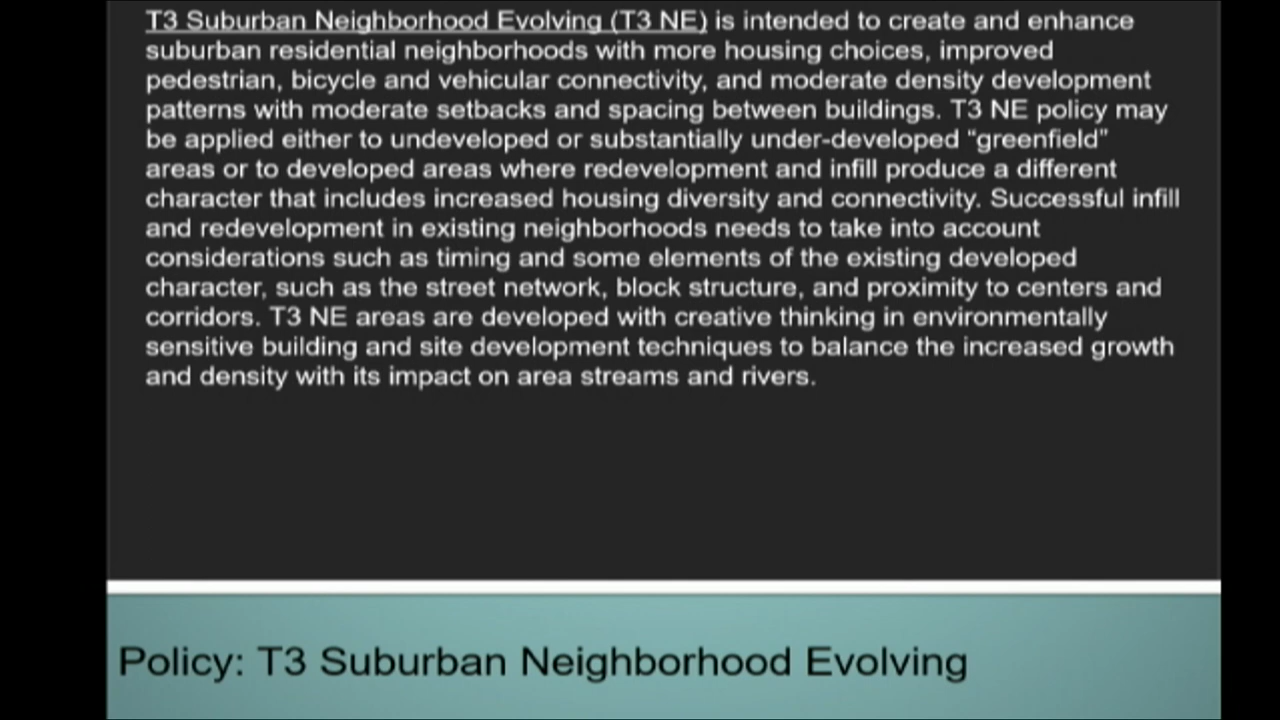 T3 Suburban Neighborhood Evolving (T3 NE) is intended to create and enhance
suburban residential neighborhoods with more housing choices, improved
pedestrian, bicycle and vehicular connectivity, and moderate density development
patterns with moderate setbacks and spacing between buildings. T3 NE policy may
be applied either to undeveloped or substantially under-developed “greenfield”
areas or to developed areas where redevelopment and infill produce a different
character that includes increased housing diversity and connectivity. Successful infill
and redevelopment in existing neighborhoods needs to take into account
considerations such as timing and some elements of the existing developed
character, such as the street network, block structure, and proximity to centers and
corridors. T3 NE areas are developed with creative thinking in environmentally
sensitive building and site development techniques to balance the increased growth
and density with its impact on area streams and rivers.
Policy: T3 Suburban Neighborhood Evolving